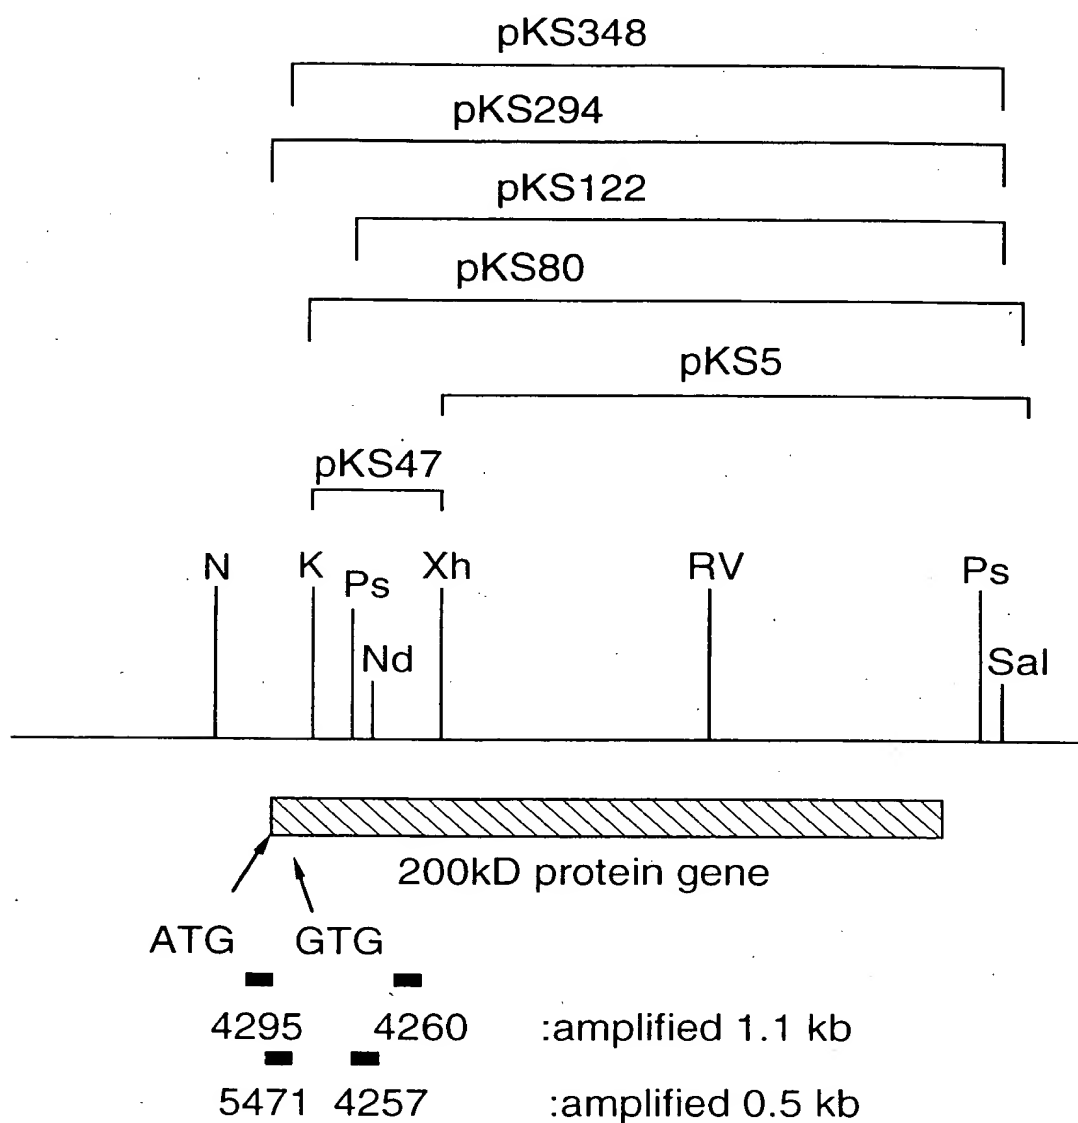 pKS348
pKS294
pKS122
pKS80
pKS5
pKS47
N K Ps Xh RV Ps
Nd Sal
200kD protein gene
ATG GTG
4295 4260 :amplified 1.1 kb
5471 4257 :amplified 0.5 kb